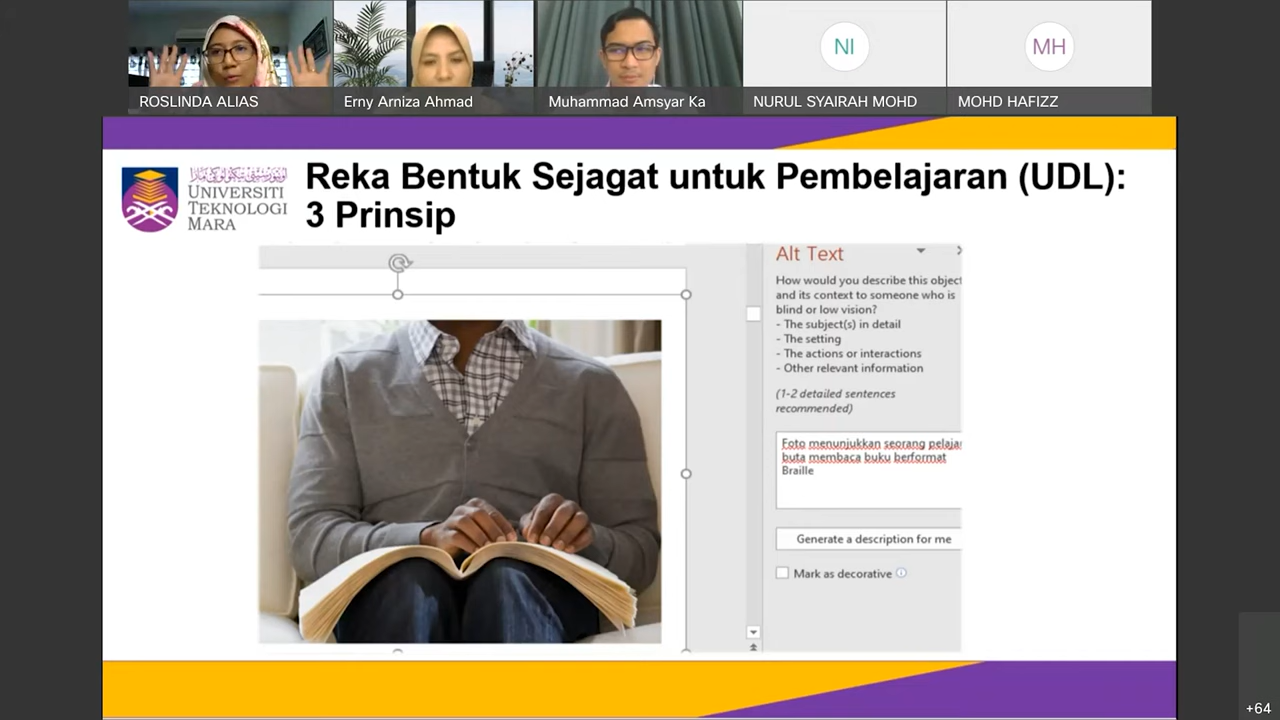 ROSLINDA ALIAS
Erny Arniza Ahmad
Muhammad Amsyar Ka
NI
NURUL SYAIRAH MOHD
MH
MOHD HAFIZZ
UNIVERSITI
TEKNOLOGI
MARA
Reka Bentuk Sejagat untuk Pembelajaran (UDL):
3 Prinsip
Alt Text
How would you describe this object
and its context to someone who is
blind or low vision?
- The subject(s) in detail
- The setting
- The actions or interactions
- Other relevant information
(1-2 detailed sentences
recommended)
Foto menunjukkan seorang pelajar
buta membaca buku berformat
Braille
Generate a description for me
Mark as decorative
+64